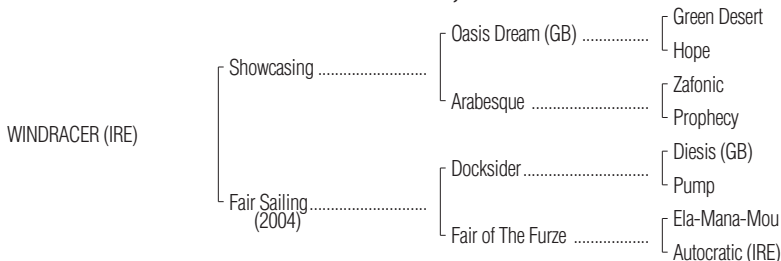 Green Desert
Oasis Dream (GB) ................
Hope
Showcasing ..........................
Zafonic
Arabesque ......................
Prophecy
WINDRACER (IRE)
Diesis (GB)
Docksider ........................
Pump
Fair Sailing ............................
(2004)
Ela-Mana-Mou
Fair of The Furze ................
Autocratic (IRE)